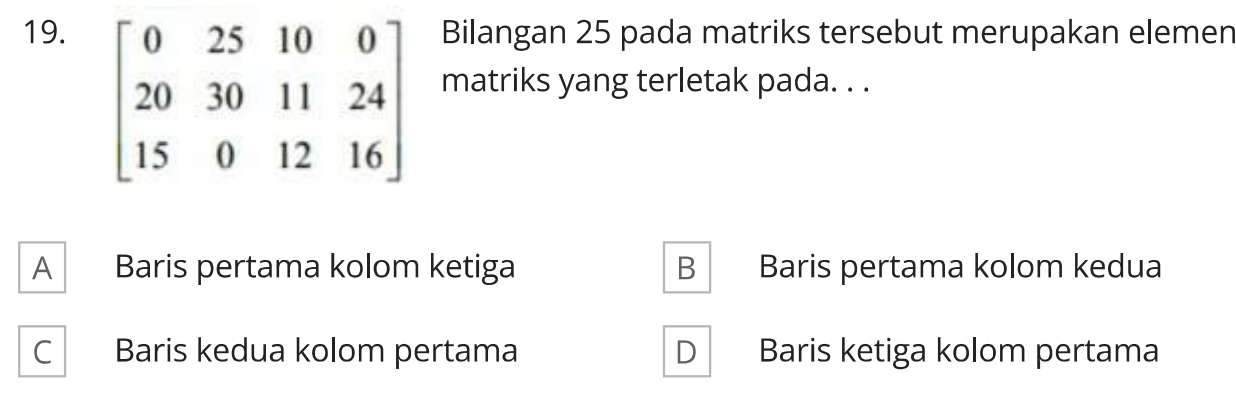 19. 0 25 10 0 Bilangan 25 pada matriks tersebut merupakan elemen
20 30 11 24 matriks yang terletak pada. . .
15 0 12 16
A Baris pertama kolom ketiga
B Baris pertama kolom kedua
C Baris kedua kolom pertama
D Baris ketiga kolom pertama